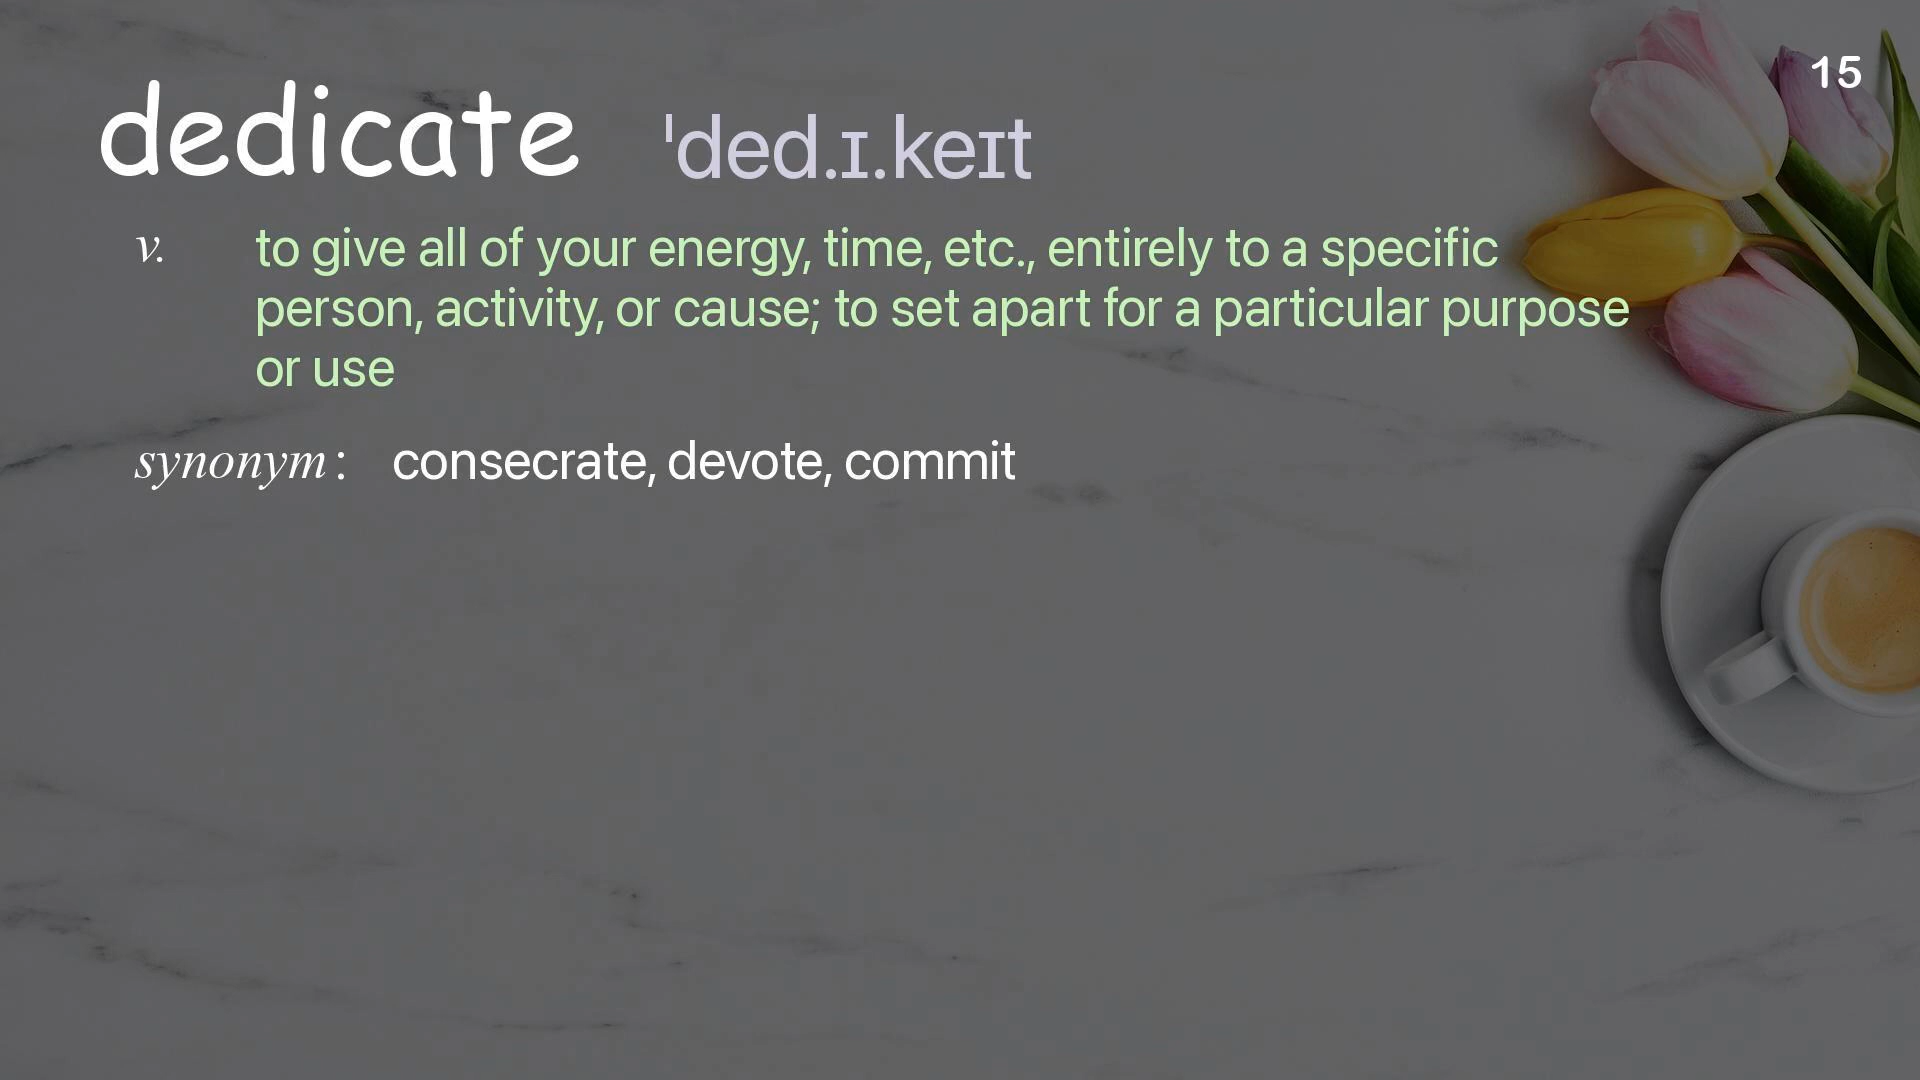 15
dedicate ˈded.ɪ.keɪt
v. to give all of your energy, time, etc., entirely to a specific
person, activity, or cause; to set apart for a particular purpose
or use
synonym : consecrate, devote, commit